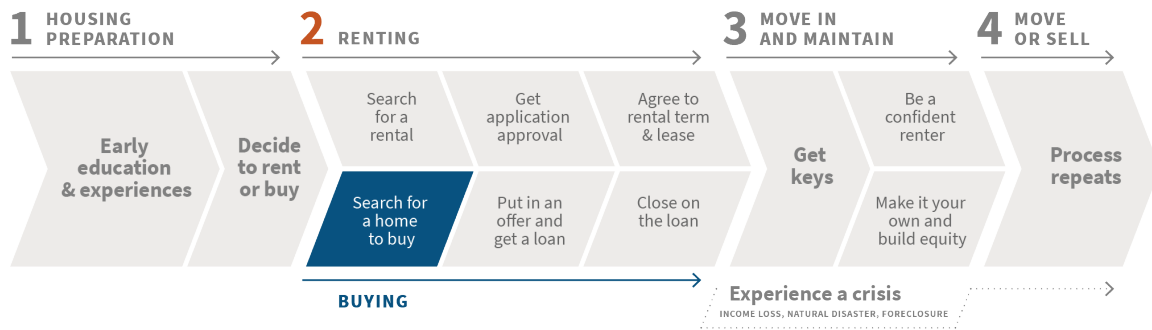 1 HOUSING
PREPARATION
2 RENTING
3 MOVE IN
AND MAINTAIN
4 MOVE
OR SELL
Early
education
& experiences
Decide
to rent
or buy
Search
for a
rental
Get
application
approval
Agree to
rental term
& lease
Search for
a home
to buy
Put in an
offer and
get a loan
Close on
the loan
Get
keys
Be a
confident
renter
Make it your
own and
build equity
Process
repeats
BUYING
Experience a crisis
INCOME LOSS, NATURAL DISASTER, FORECLOSURE